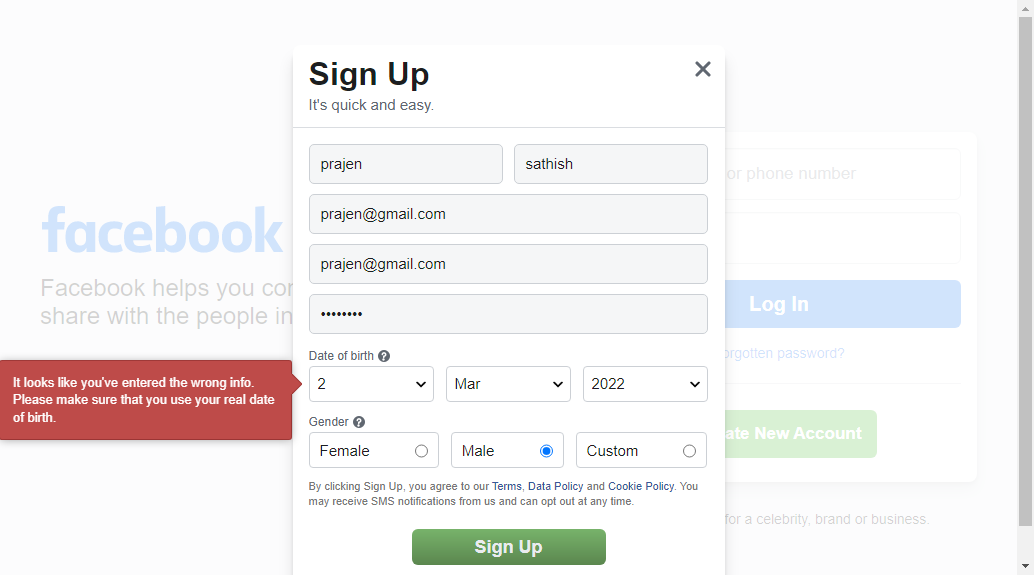 Sign Up
It's quick and easy.
prajen
sathish
prajen@gmail.com
prajen@gmail.com
••••••••
Date of birth ?
2
Mar
2022
Gender ?
Female
Male
Custom
By clicking Sign Up, you agree to our Terms, Data Policy and Cookie Policy. You
may receive SMS notifications from us and can opt out at any time.
Sign Up
It looks like you've entered the wrong info.
Please make sure that you use your real date
of birth.
facebook
Facebook helps you
share with the people in
or phone number
Log In
password?
New Account
for a celebrity, brand or business.